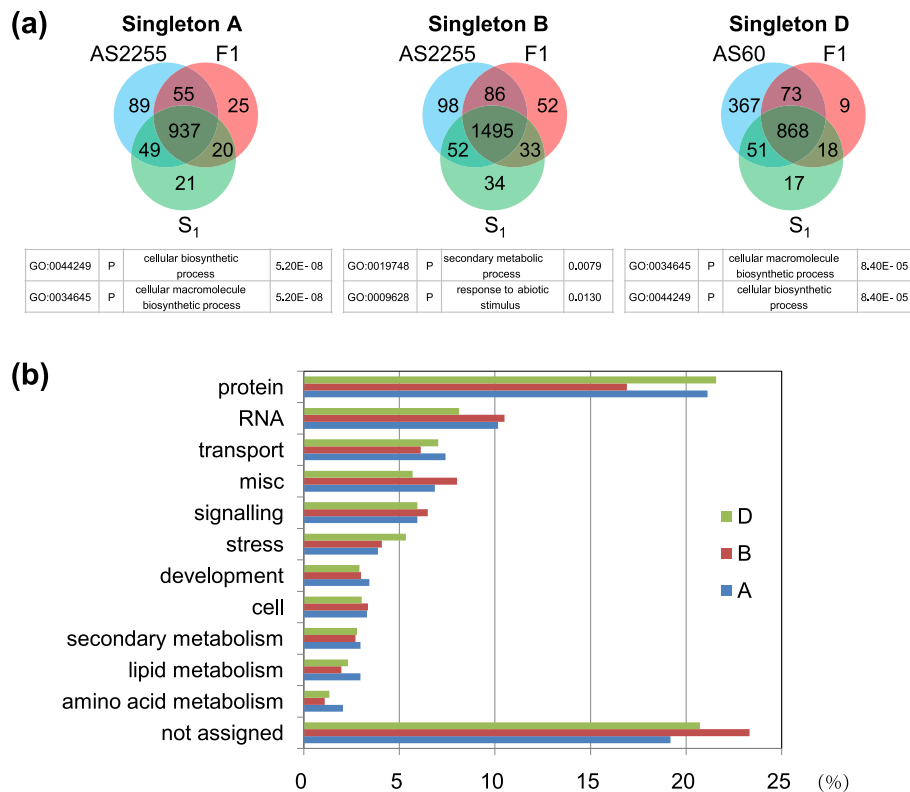 (a)
Singleton A
AS2255 F1
89 55 25
937
49 20
21
S1
GO:0044249 P cellular biosynthetic process 5.20E-08
GO:0034645 P cellular macromolecule biosynthetic process 5.20E-08
Singleton B
AS2255 F1
98 86 52
1495
52 33
34
S1
GO:0019748 P secondary metabolic process 0.0079
GO:0009628 P response to abiotic stimulus 0.0130
Singleton D
AS60 F1
367 73 9
868
51 18
17
S1
GO:0034645 P cellular macromolecule biosynthetic process 8.40E-05
GO:0044249 P cellular biosynthetic process 8.40E-05
(b)
protein
RNA
transport
misc
signalling
stress
development
cell
secondary metabolism
lipid metabolism
amino acid metabolism
not assigned
D
B
A
0 5 10 15 20 25 (%)